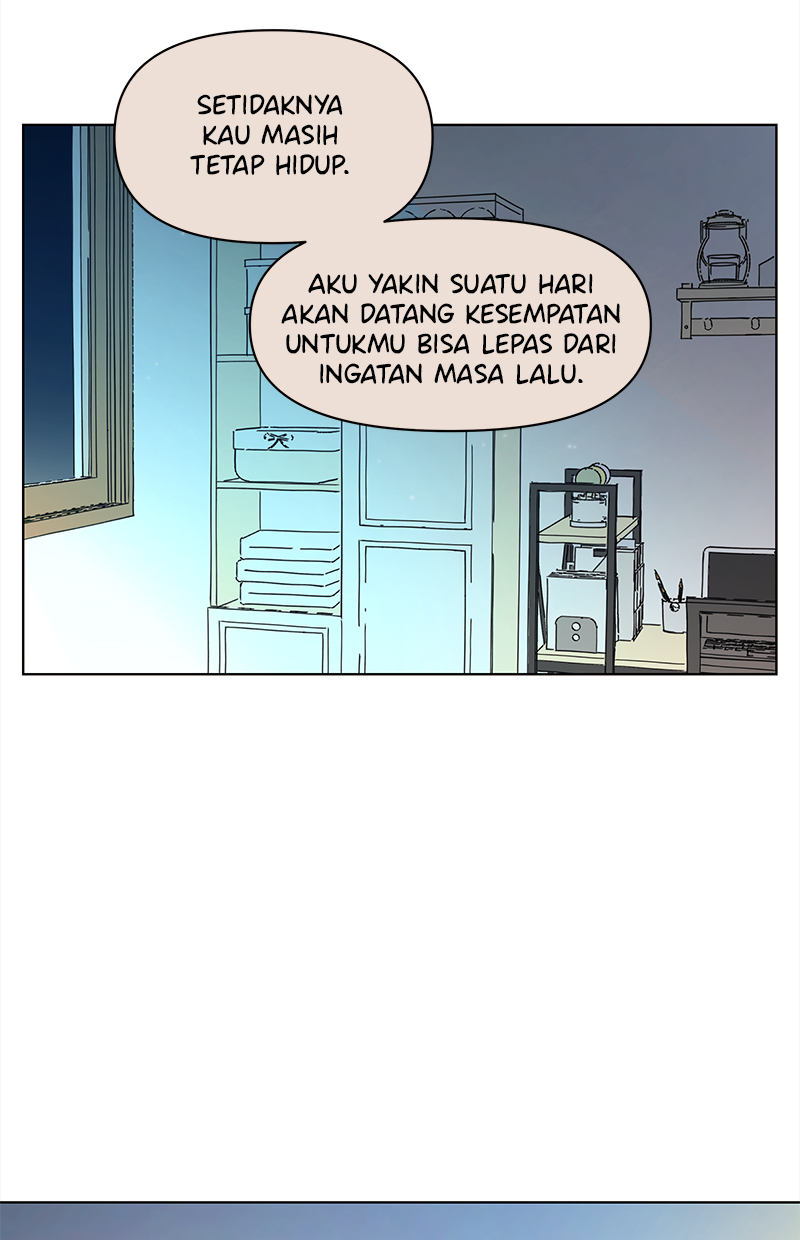 SETIDAKNYA
KAU MASIH
TETAP HIDUP.
AKU YAKIN SUATU HARI
AKAN DATANG KESEMPATAN
UNTUKMU BISA LEPAS DARI
INGATAN MASA LALU.